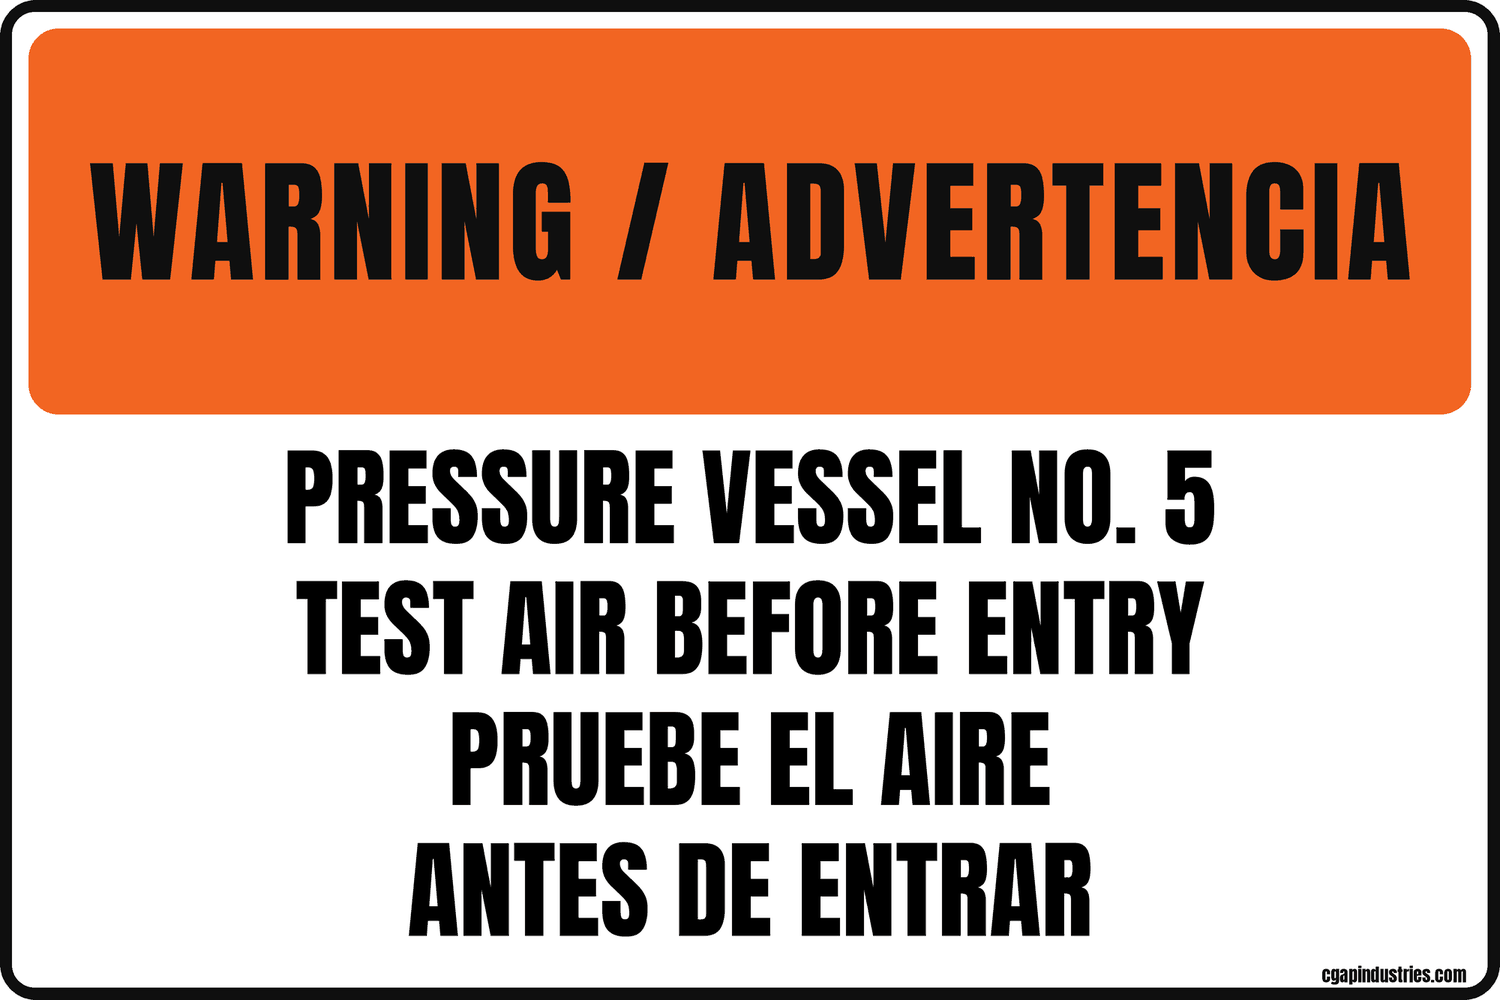 WARNING / ADVERTENCIA
PRESSURE VESSEL NO. 5
TEST AIR BEFORE ENTRY
PRUEBE EL AIRE
ANTES DE ENTRAR
cgapindustries.com